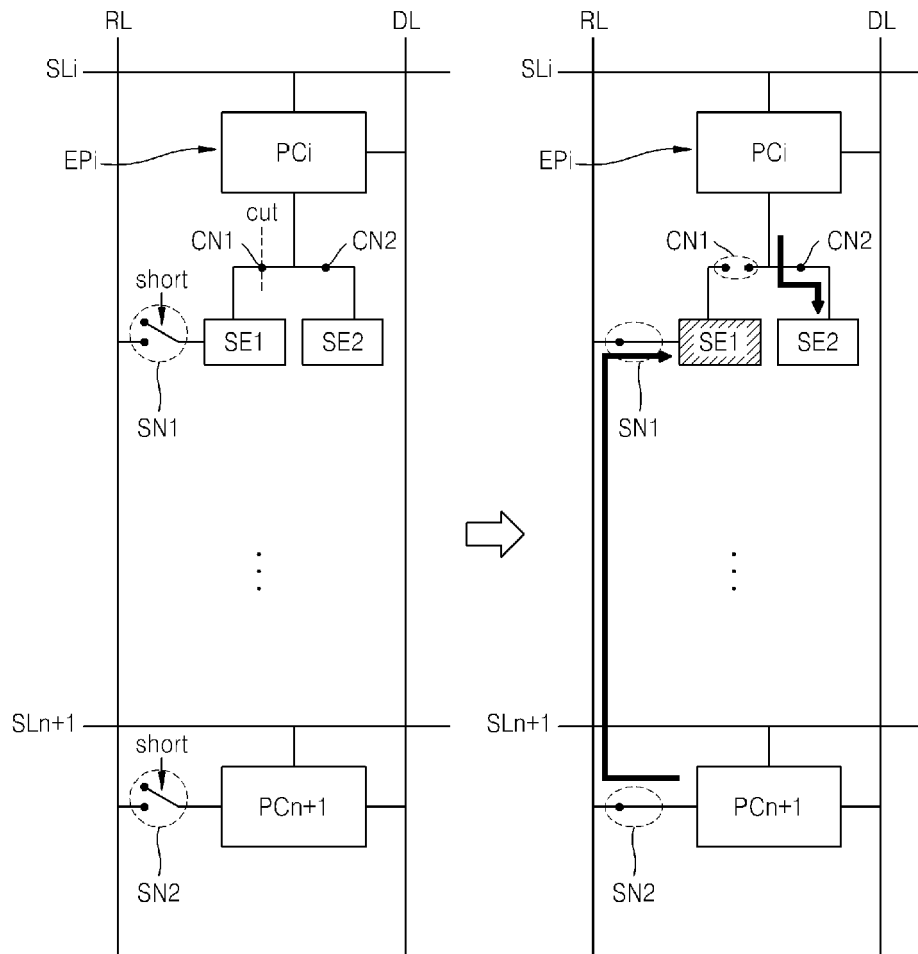 RL DL RL DL
SLi SLi
PCi PCi
EPi EPi
cut
CN1 CN2 CN1 CN2
short
SE1 SE2 SE1 SE2
SN1 SN1
SLn+1 SLn+1
short
PCn+1 PCn+1
SN2 SN2